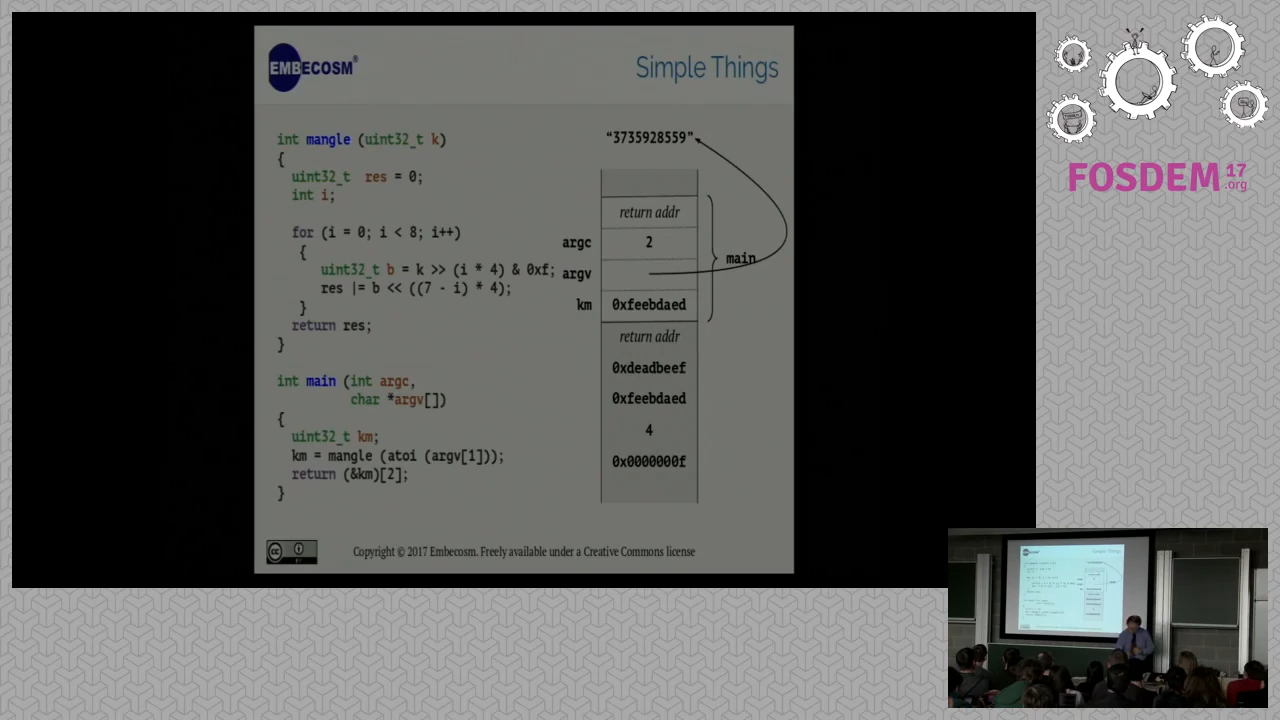 EMBECOSM®
Simple Things
int mangle (uint32_t k)
{
uint32_t res = 0;
int i;
for (i = 0; i < 8; i++)
{
uint32_t b = k >> (i * 4) & 0xf;
res |= b << ((7 - i) * 4);
}
return res;
}
int main (int argc,
char *argv[])
{
uint32_t km;
km = mangle (atoi (argv[1]));
return (&km)[2];
}
"3735928559"
return addr
argc 2
argv
main
km 0xfeebdaed
return addr
0xdeadbeef
0xfeebdaed
4
0x0000000f
Copyright © 2017 Embecosm. Freely available under a Creative Commons license
FOSDEM 17
.org